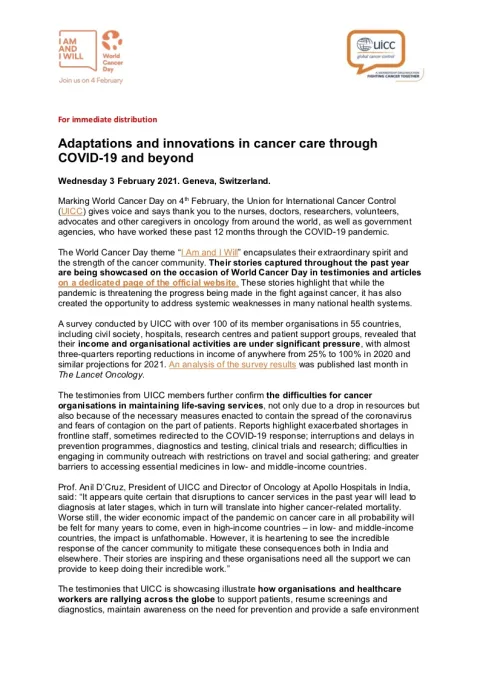 I AM
AND
I WILL
World
Cancer
Day
Join us on 4 February
uicc
global cancer control
A MEMBERSHIP ORGANISATION
FIGHTING CANCER TOGETHER
For immediate distribution
Adaptations and innovations in cancer care through
COVID-19 and beyond
Wednesday 3 February 2021. Geneva, Switzerland.
Marking World Cancer Day on 4th February, the Union for International Cancer Control
(UICC) gives voice and says thank you to the nurses, doctors, researchers, volunteers,
advocates and other caregivers in oncology from around the world, as well as government
agencies, who have worked these past 12 months through the COVID-19 pandemic.
The World Cancer Day theme “I Am and I Will” encapsulates their extraordinary spirit and
the strength of the cancer community. Their stories captured throughout the past year
are being showcased on the occasion of World Cancer Day in testimonies and articles
on a dedicated page of the official website. These stories highlight that while the
pandemic is threatening the progress being made in the fight against cancer, it has also
created the opportunity to address systemic weaknesses in many national health systems.
A survey conducted by UICC with over 100 of its member organisations in 55 countries,
including civil society, hospitals, research centres and patient support groups, revealed that
their income and organisational activities are under significant pressure, with almost
three-quarters reporting reductions in income of anywhere from 25% to 100% in 2020 and
similar projections for 2021. An analysis of the survey results was published last month in
The Lancet Oncology.
The testimonies from UICC members further confirm the difficulties for cancer
organisations in maintaining life-saving services, not only due to a drop in resources but
also because of the necessary measures enacted to contain the spread of the coronavirus
and fears of contagion on the part of patients. Reports highlight exacerbated shortages in
frontline staff, sometimes redirected to the COVID-19 response; interruptions and delays in
prevention programmes, diagnostics and testing, clinical trials and research; difficulties in
engaging in community outreach with restrictions on travel and social gathering; and greater
barriers to accessing essential medicines in low- and middle-income countries.
Prof. Anil D’Cruz, President of UICC and Director of Oncology at Apollo Hospitals in India,
said: “It appears quite certain that disruptions to cancer services in the past year will lead to
diagnosis at later stages, which in turn will translate into higher cancer-related mortality.
Worse still, the wider economic impact of the pandemic on cancer care in all probability will
be felt for many years to come, even in high-income countries – in low- and middle-income
countries, the impact is unfathomable. However, it is heartening to see the incredible
response of the cancer community to mitigate these consequences both in India and
elsewhere. Their stories are inspiring and these organisations need all the support we can
provide to keep doing their incredible work.”
The testimonies that UICC is showcasing illustrate how organisations and healthcare
workers are rallying across the globe to support patients, resume screenings and
diagnostics, maintain awareness on the need for prevention and provide a safe environment